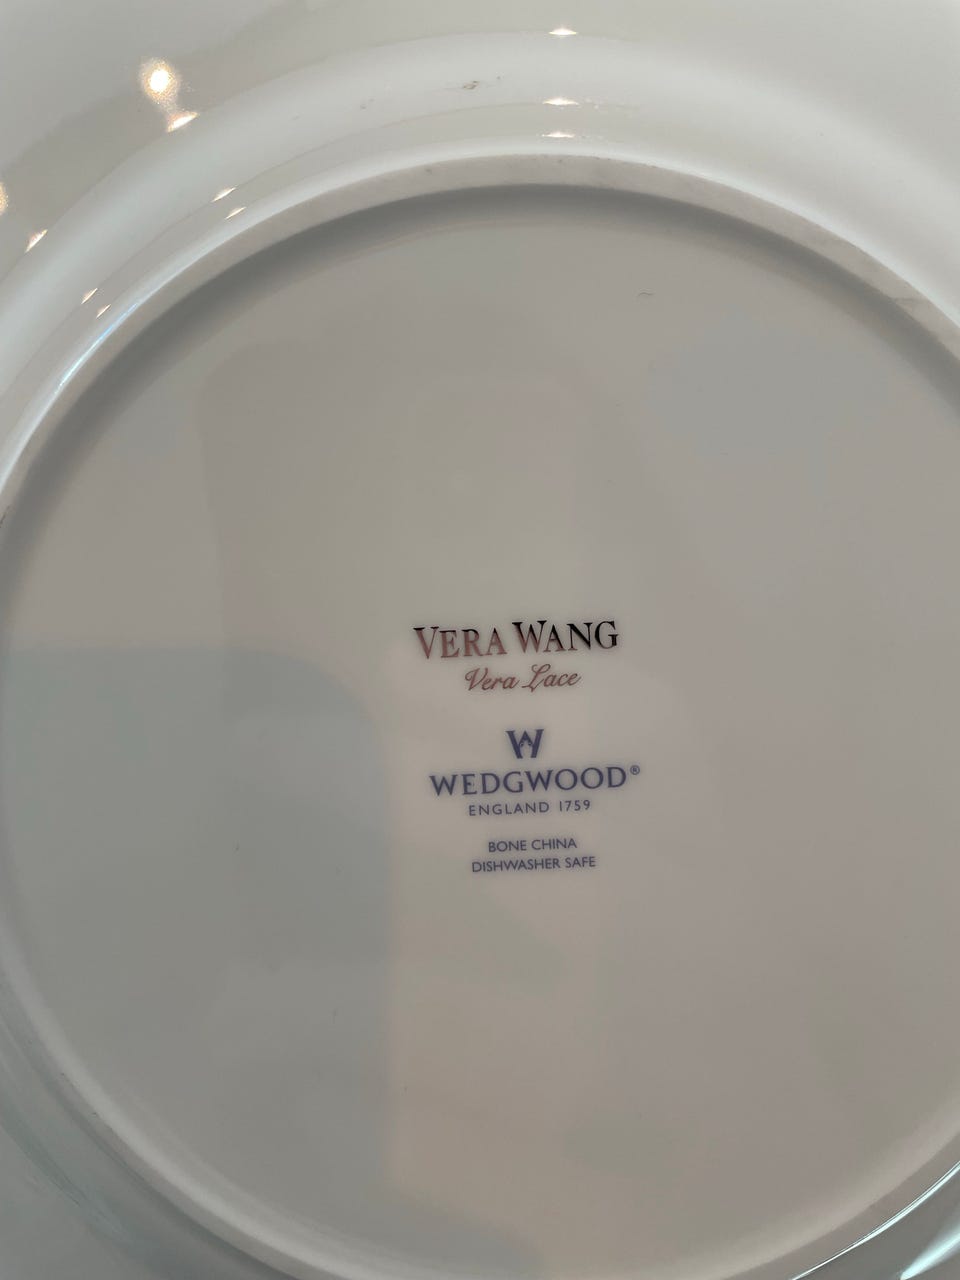 VERA WANG
Vera Lace
W
WEDGWOOD®
ENGLAND 1759
BONE CHINA
DISHWASHER SAFE